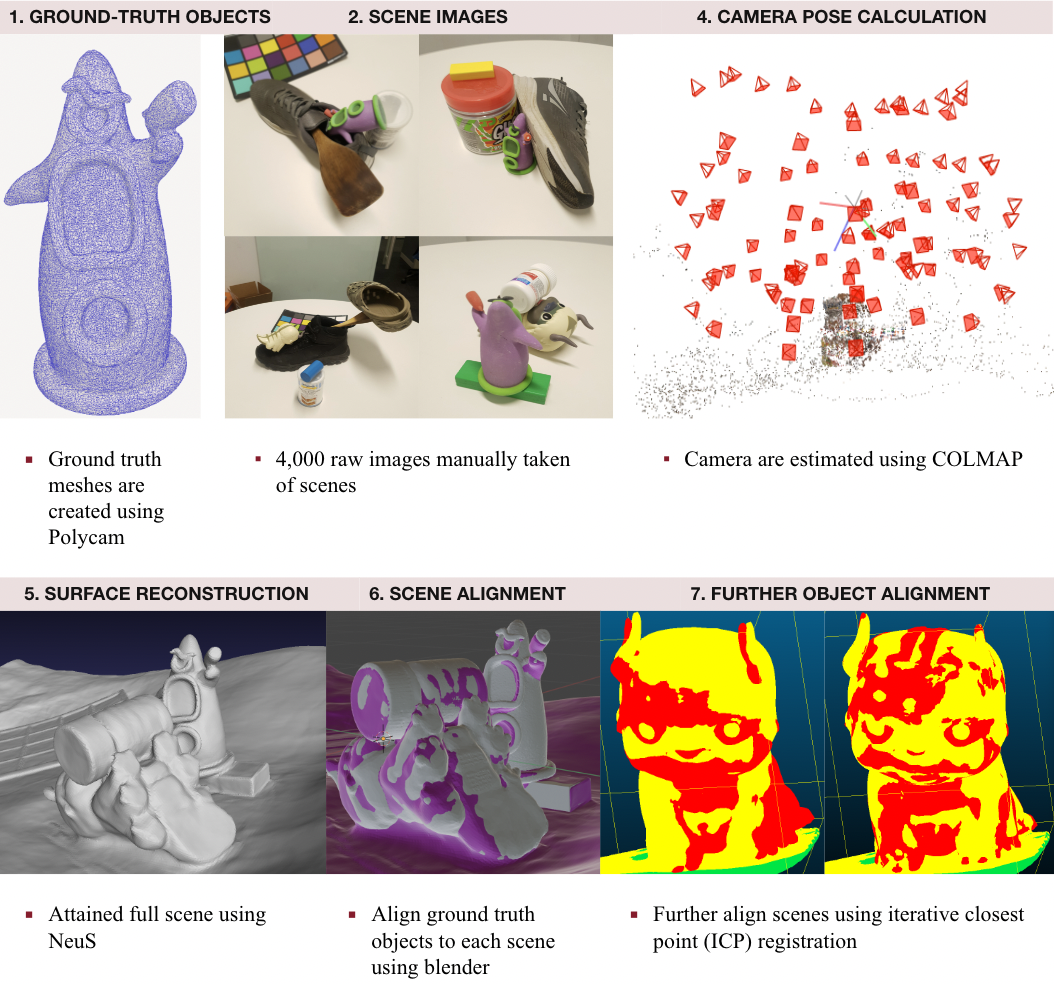 1. GROUND-TRUTH OBJECTS
2. SCENE IMAGES
4. CAMERA POSE CALCULATION
▪ Ground truth
meshes are
created using
Polycam
▪ 4,000 raw images manually taken
of scenes
▪ Camera are estimated using COLMAP
5. SURFACE RECONSTRUCTION
6. SCENE ALIGNMENT
7. FURTHER OBJECT ALIGNMENT
▪ Attained full scene using
NeuS
▪ Align ground truth
objects to each scene
using blender
▪ Further align scenes using iterative closest
point (ICP) registration